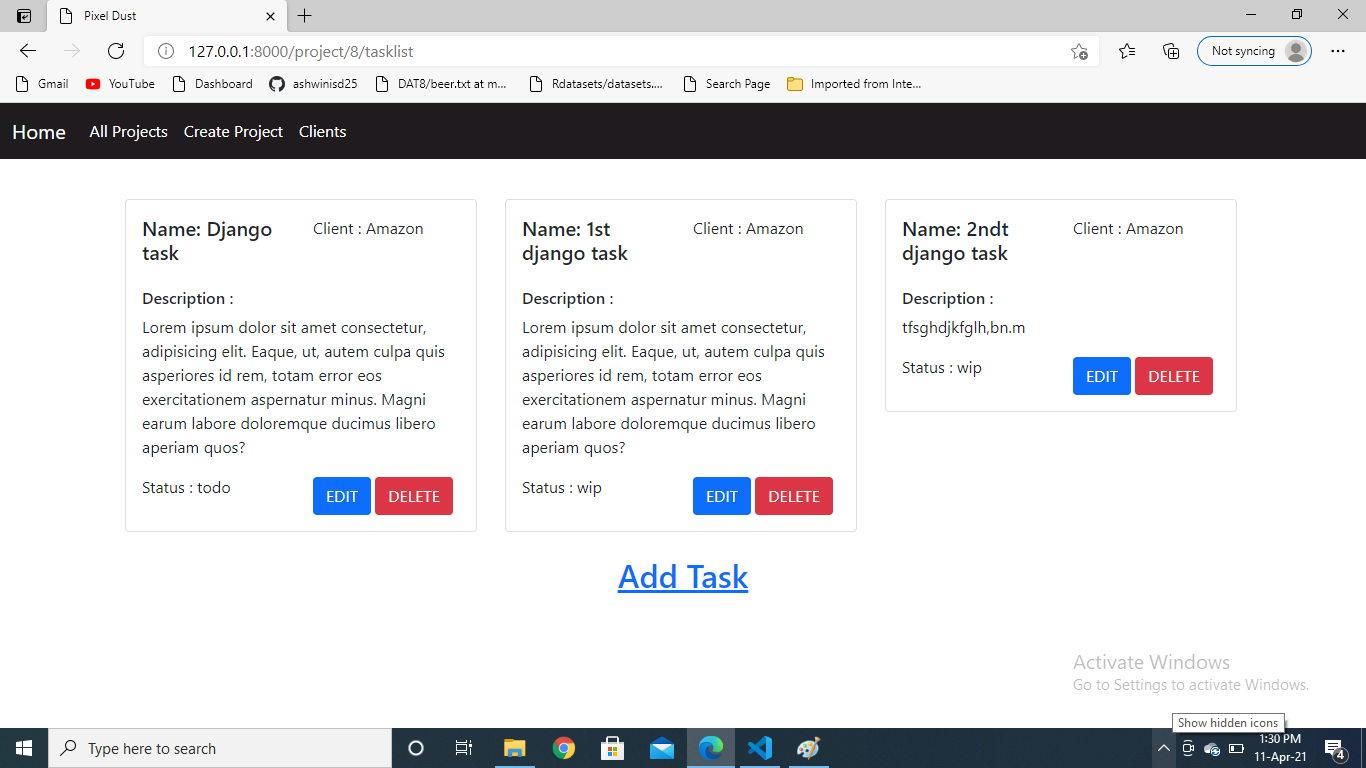 Pixel Dust
127.0.0.1:8000/project/8/tasklist
Not syncing
Gmail
YouTube
Dashboard
ashwinisd25
DAT8/beer.txt at m...
Rdatasets/datasets....
Search Page
Imported from Inte...
Home
All Projects
Create Project
Clients
Name: Django
task
Client : Amazon
Description :
Lorem ipsum dolor sit amet consectetur,
adipisicing elit. Eaque, ut, autem culpa quis
asperiores id rem, totam error eos
exercitationem aspernatur minus. Magni
earum labore doloremque ducimus libero
aperiam quos?
Status : todo
EDIT
DELETE
Name: 1st
django task
Client : Amazon
Description :
Lorem ipsum dolor sit amet consectetur,
adipisicing elit. Eaque, ut, autem culpa quis
asperiores id rem, totam error eos
exercitationem aspernatur minus. Magni
earum labore doloremque ducimus libero
aperiam quos?
Status : wip
EDIT
DELETE
Name: 2ndt
django task
Client : Amazon
Description :
tfsghdjkfglh,bn.m
Status : wip
EDIT
DELETE
Add Task
Activate Windows
Go to Settings to activate Windows.
Show hidden icons
Type here to search
1:30 PM
11-Apr-21
4